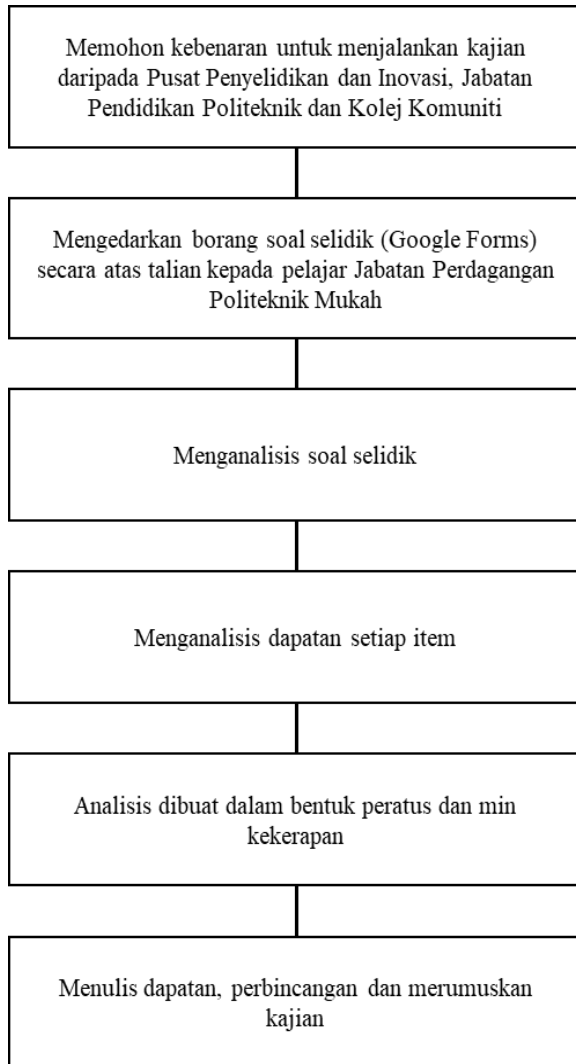 Memohon kebenaran untuk menjalankan kajian
daripada Pusat Penyelidikan dan Inovasi, Jabatan
Pendidikan Politeknik dan Kolej Komuniti
Mengedarkan borang soal selidik (Google Forms)
secara atas talian kepada pelajar Jabatan Perdagangan
Politeknik Mukah
Menganalisis soal selidik
Menganalisis dapatan setiap item
Analisis dibuat dalam bentuk peratus dan min
kekerapan
Menulis dapatan, perbincangan dan merumuskan
kajian